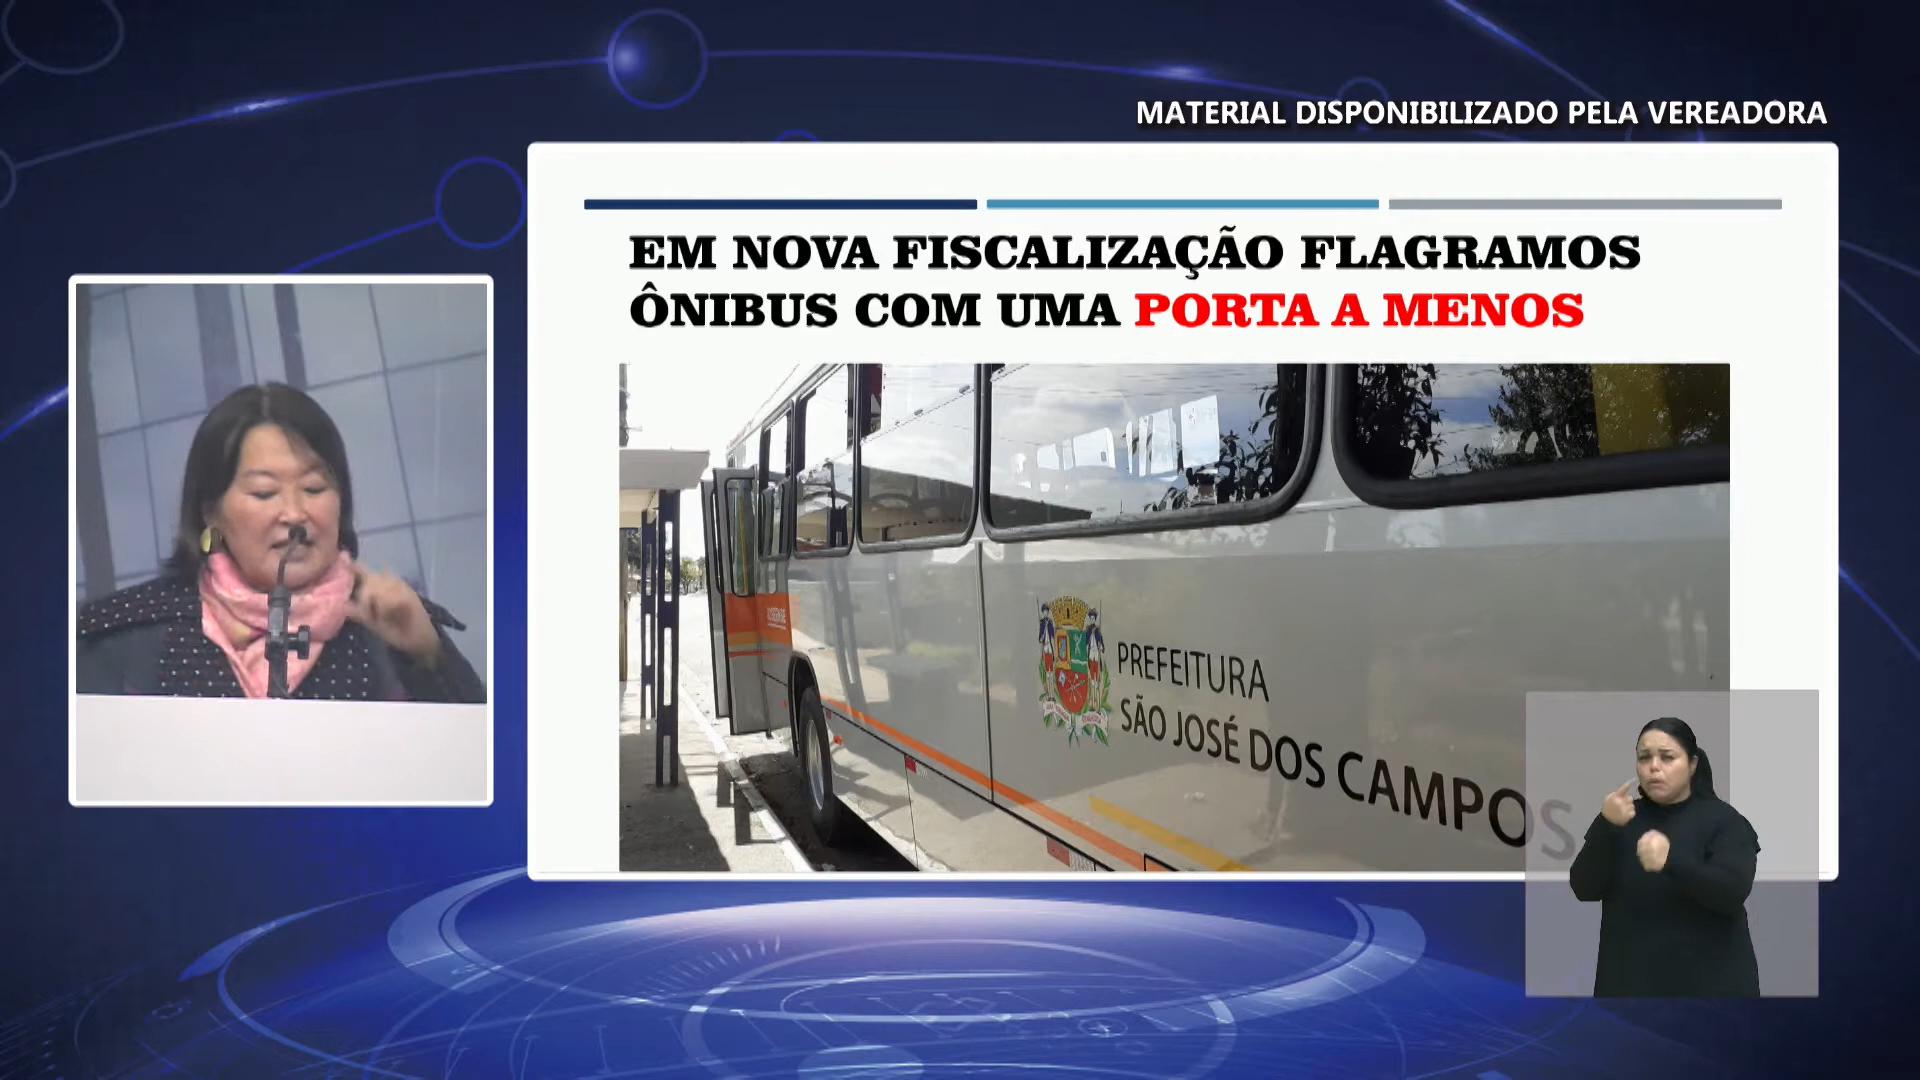 MATERIAL DISPONIBILIZADO PELA VEREADORA
EM NOVA FISCALIZAÇÃO FLAGRAMOS
ÔNIBUS COM UMA PORTA A MENOS
PREFEITURA
SÃO JOSÉ DOS CAMPOS